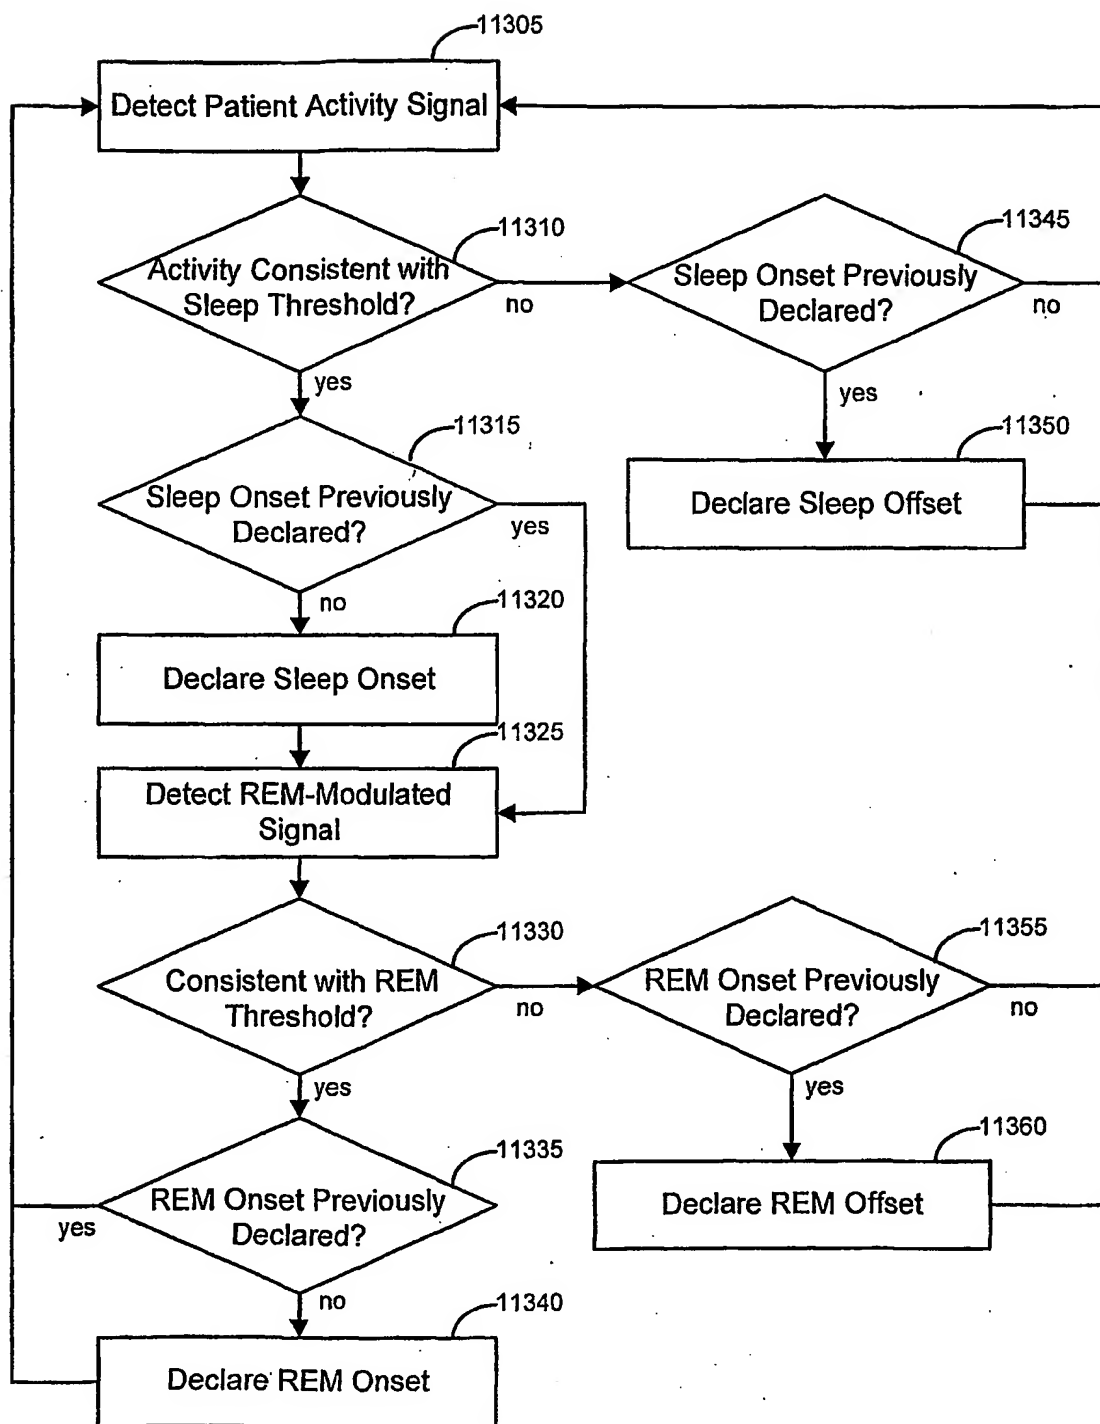 11305
Detect Patient Activity Signal
11310
Activity Consistent with
Sleep Threshold?
no
yes
11345
Sleep Onset Previously
Declared?
no
yes
11350
Declare Sleep Offset
11315
Sleep Onset Previously
Declared?
yes
no
11320
Declare Sleep Onset
11325
Detect REM-Modulated
Signal
11330
Consistent with REM
Threshold?
no
yes
11355
REM Onset Previously
Declared?
no
yes
11360
Declare REM Offset
11335
REM Onset Previously
Declared?
yes
no
11340
Declare REM Onset